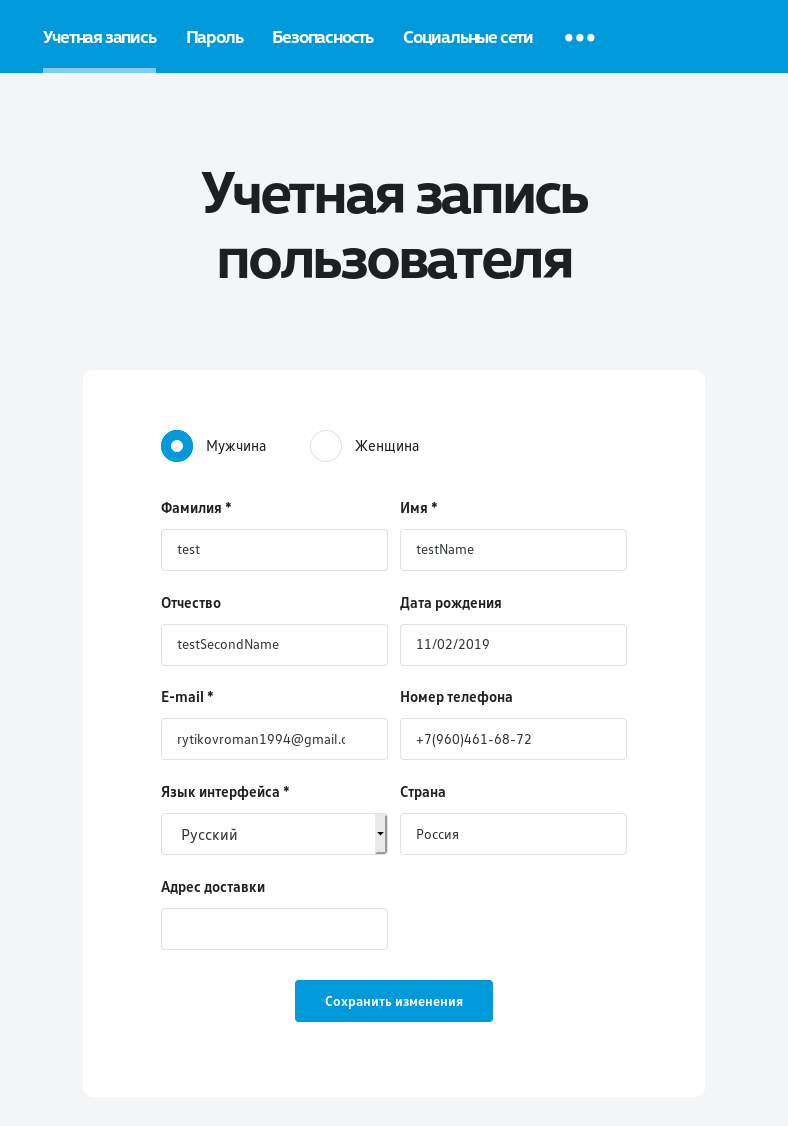 Учетная запись Пароль Безопасность Социальные сети •••
Учетная запись
пользователя
Мужчина Женщина
Фамилия * Имя *
test testName
Отчество Дата рождения
testSecondName 11/02/2019
E-mail * Номер телефона
rytikovroman1994@gmail.c +7(960)461-68-72
Язык интерфейса * Страна
Русский Россия
Адрес доставки
Сохранить изменения